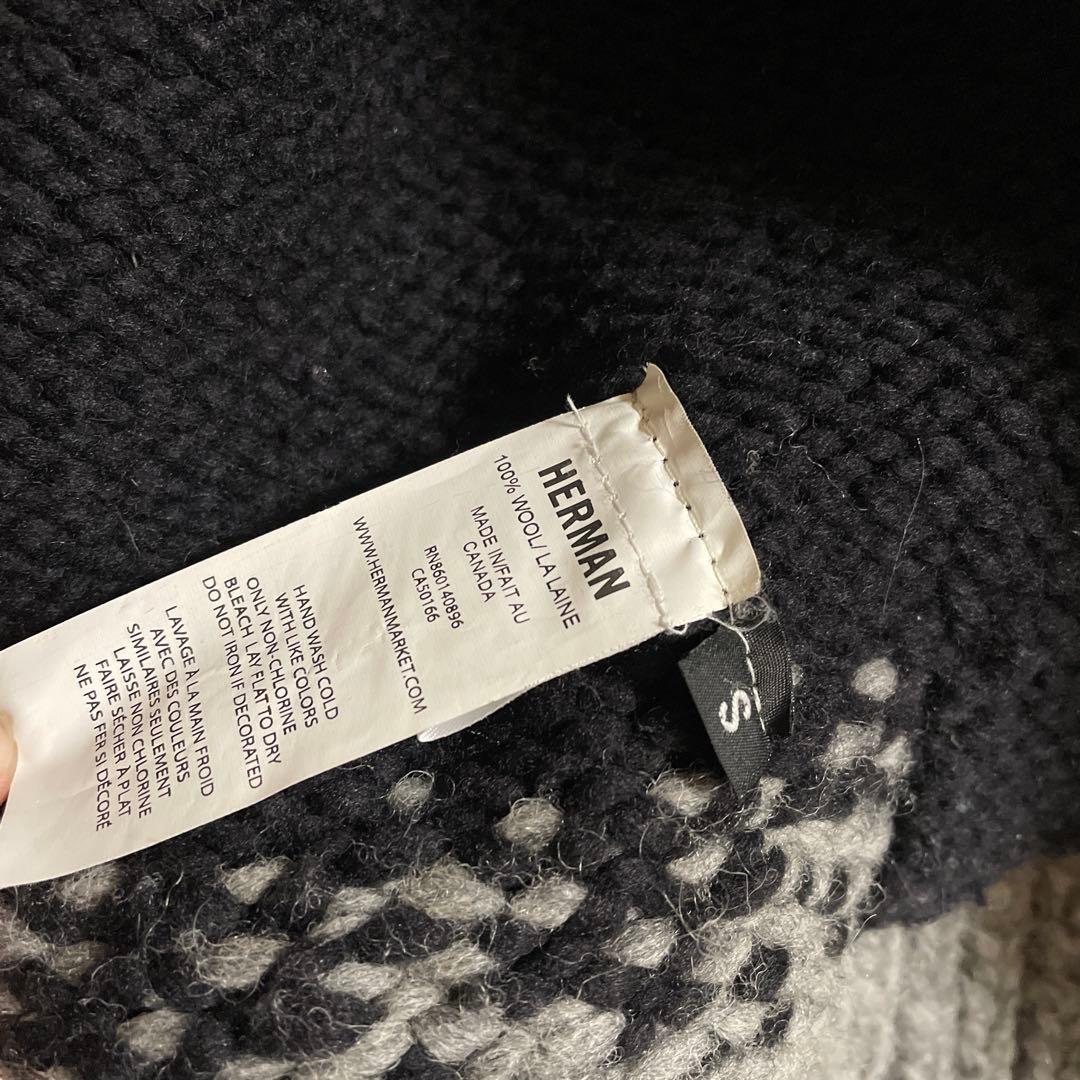 HERMAN
100% WOOL/ LA LAINE
MADE IN/FAIT AU
CANADA
RN860140896
CA50166
WWW.HERMANMARKET.COM
HAND WASH COLD
WITH LIKE COLORS
ONLY NON-CHLORINE
BLEACH LAY FLAT TO DRY
DO NOT IRON IF DECORATED
LAVAGE À LA MAIN FROID
AVEC DES COULEURS
SIMILAIRES SEULEMENT
LAISSE NON CHLORINE
FAIRE SÉCHER À PLAT
NE PAS FER SI DÉCORÉ
S